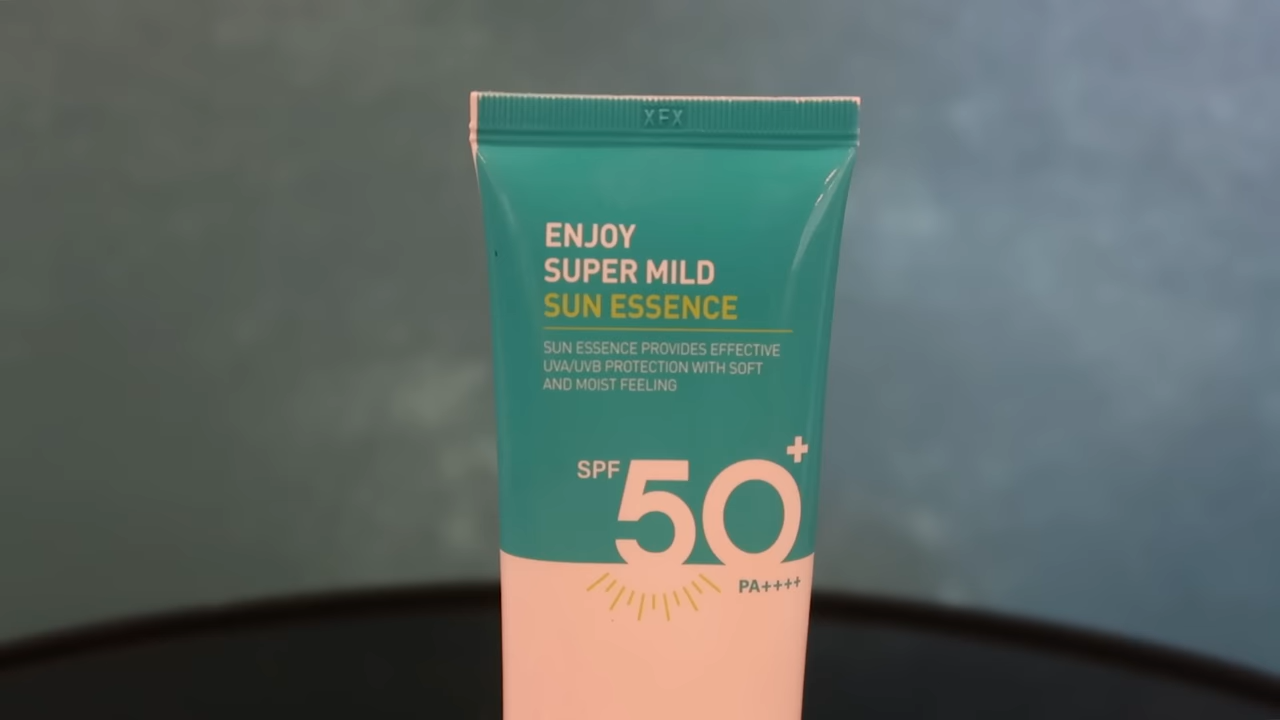 XFX
ENJOY
SUPER MILD
SUN ESSENCE
SUN ESSENCE PROVIDES EFFECTIVE
UVA/UVB PROTECTION WITH SOFT
AND MOIST FEELING
SPF 50+
PA++++